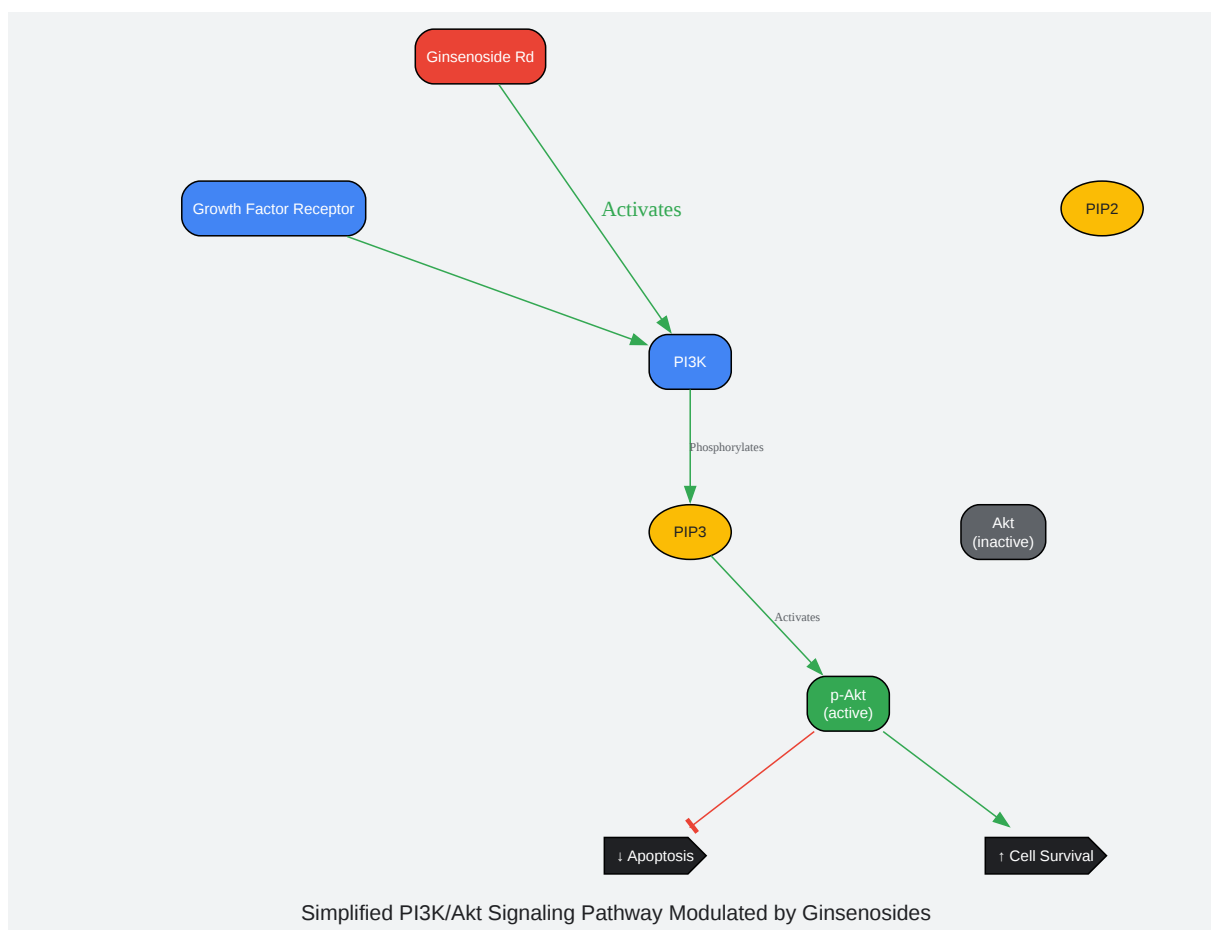 Ginsenoside Rd
Growth Factor Receptor
Activates
PIP2
PI3K
Phosphorylates
PIP3
Akt
(inactive)
Activates
p-Akt
(active)
↓ Apoptosis
↑ Cell Survival
Simplified PI3K/Akt Signaling Pathway Modulated by Ginsenosides